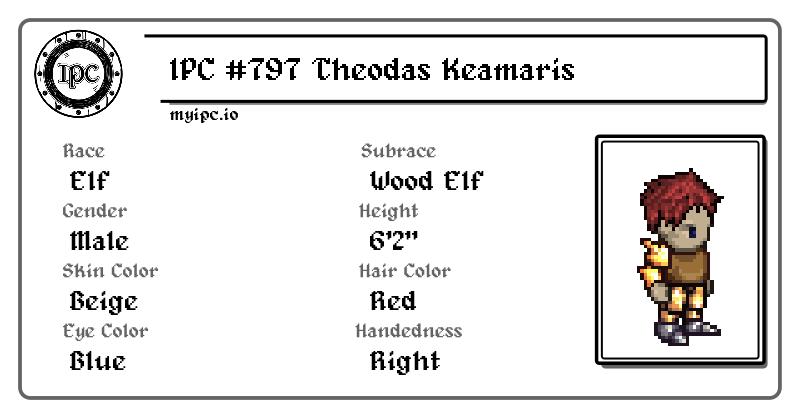 IPC
IPC #797 Theodas Keamaris
myipc.io
Race
Elf
Subrace
Wood Elf
Gender
Male
Height
6'2"
Skin Color
Beige
Hair Color
Red
Eye Color
Blue
Handedness
Right